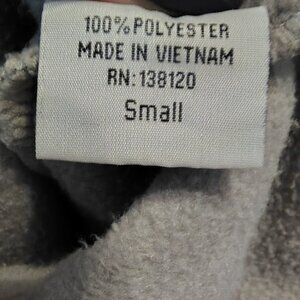 100% POLYESTER
MADE IN VIETNAM
RN: 138120
Small